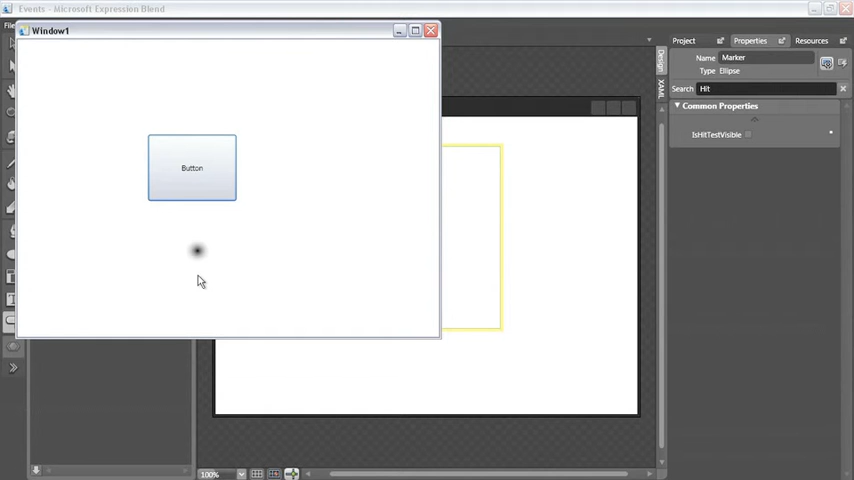 Events - Microsoft Expression Blend
File
Window1
Button
Design
XAML
Project
Properties
Resources
Name
Marker
Type Ellipse
Search
Hit
Common Properties
IsHitTestVisible
100%